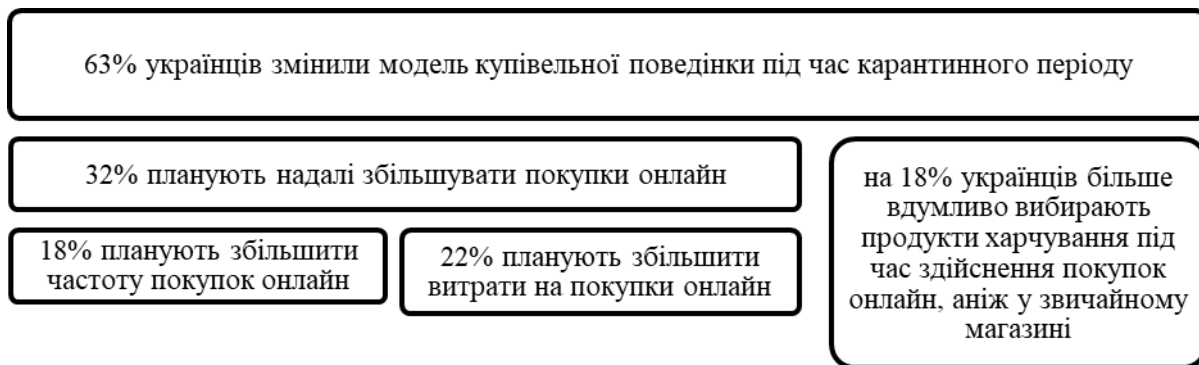 63% українців змінили модель купівельної поведінки під час карантинного періоду
32% планують надалі збільшувати покупки онлайн
18% планують збільшити
частоту покупок онлайн
22% планують збільшити
витрати на покупки онлайн
на 18% українців більше
вдумливо вибирають
продукти харчування під
час здійснення покупок
онлайн, аніж у звичайному
магазині